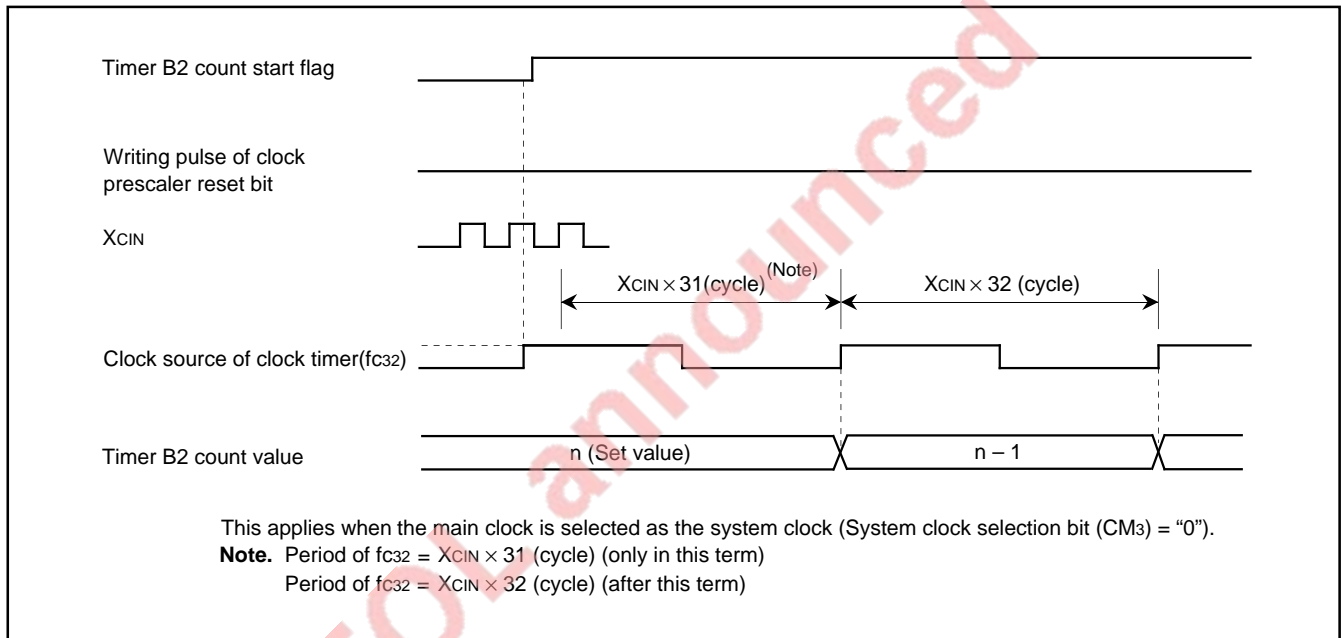 Timer B2 count start flag
Writing pulse of clock
prescaler reset bit
XCIN
XCIN × 31(cycle)(Note)
XCIN × 32 (cycle)
Clock source of clock timer(fc32)
Timer B2 count value
n (Set value)
n – 1
This applies when the main clock is selected as the system clock (System clock selection bit (CM3) = “0”).
Note. Period of fc32 = XCIN × 31 (cycle) (only in this term)
Period of fc32 = XCIN × 32 (cycle) (after this term)
EOL announced